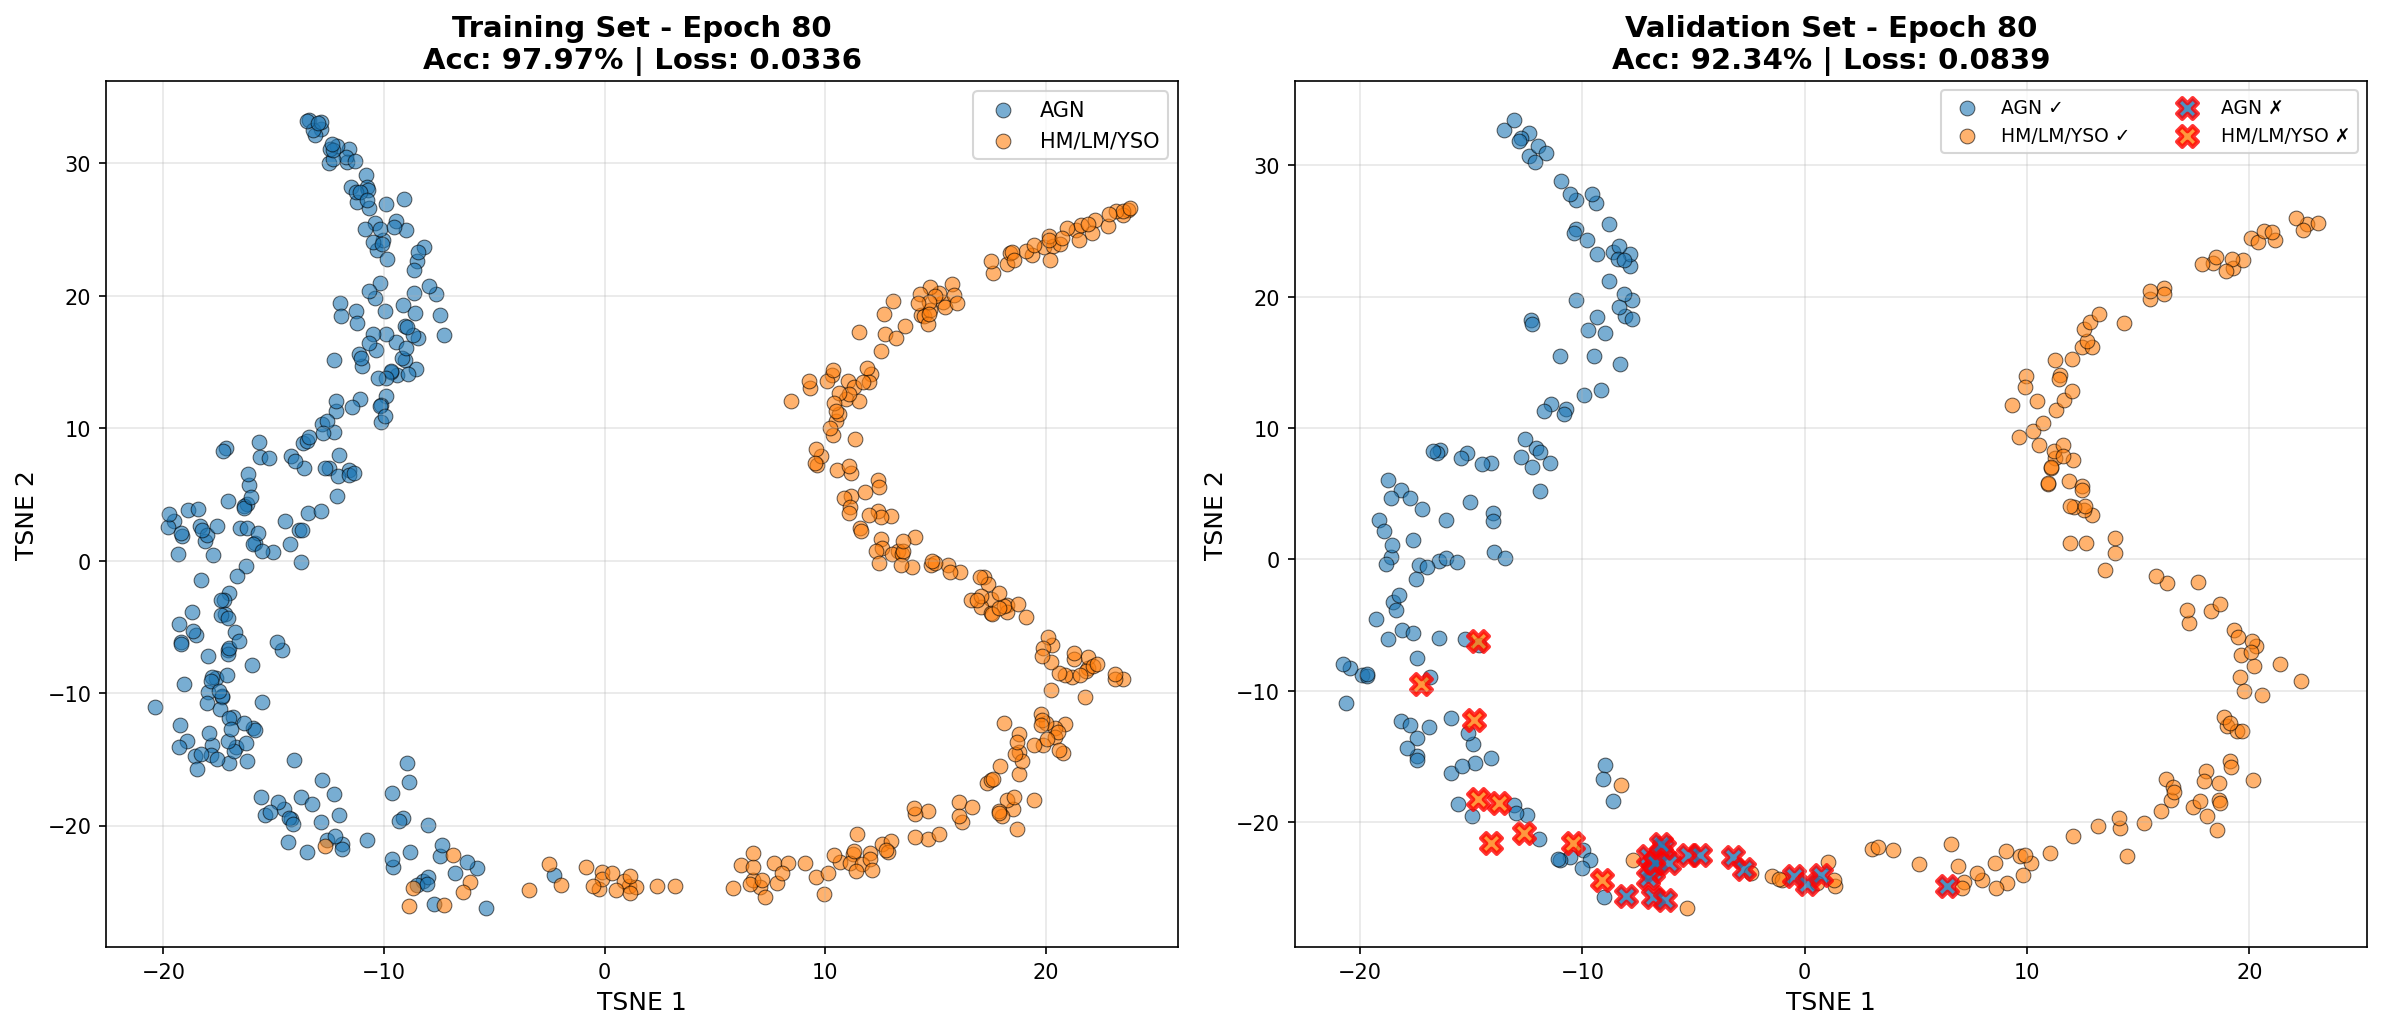 Training Set - Epoch 80
Acc: 97.97% | Loss: 0.0336
AGN
HM/LM/YSO
30
20
10
0
−10
−20
TSNE 2
−20
−10
0
10
20
TSNE 1
Validation Set - Epoch 80
Acc: 92.34% | Loss: 0.0839
AGN ✓
AGN ✗
HM/LM/YSO ✓
HM/LM/YSO ✗
30
20
10
0
−10
−20
TSNE 2
−20
−10
0
10
20
TSNE 1